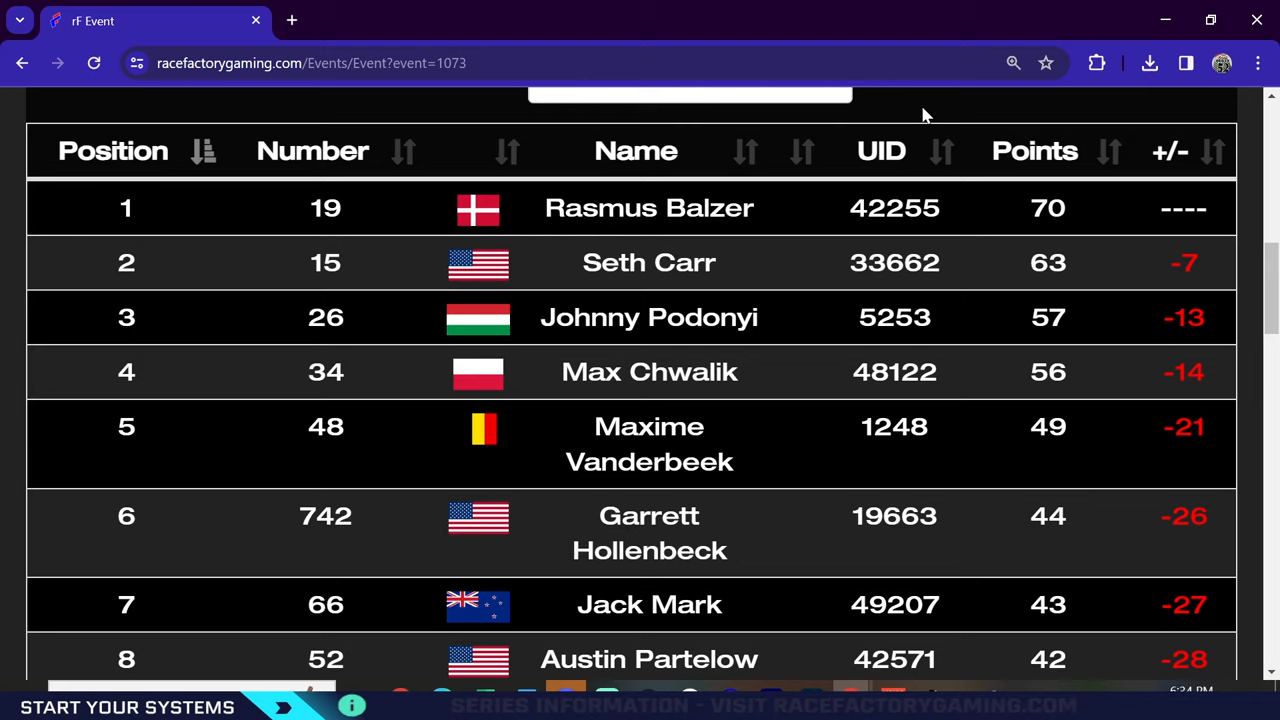 rF Event
racefactorygaming.com/Events/Event?event=1073
Position Number Name UID Points +/-
1 19 Rasmus Balzer 42255 70 ----
2 15 Seth Carr 33662 63 -7
3 26 Johnny Podonyi 5253 57 -13
4 34 Max Chwalik 48122 56 -14
5 48 Maxime Vanderbeek 1248 49 -21
6 742 Garrett Hollenbeck 19663 44 -26
7 66 Jack Mark 49207 43 -27
8 52 Austin Partelow 42571 42 -28
6:34 PM
START YOUR SYSTEMS
SERIES INFORMATION - VISIT RACEFACTORYGAMING.COM